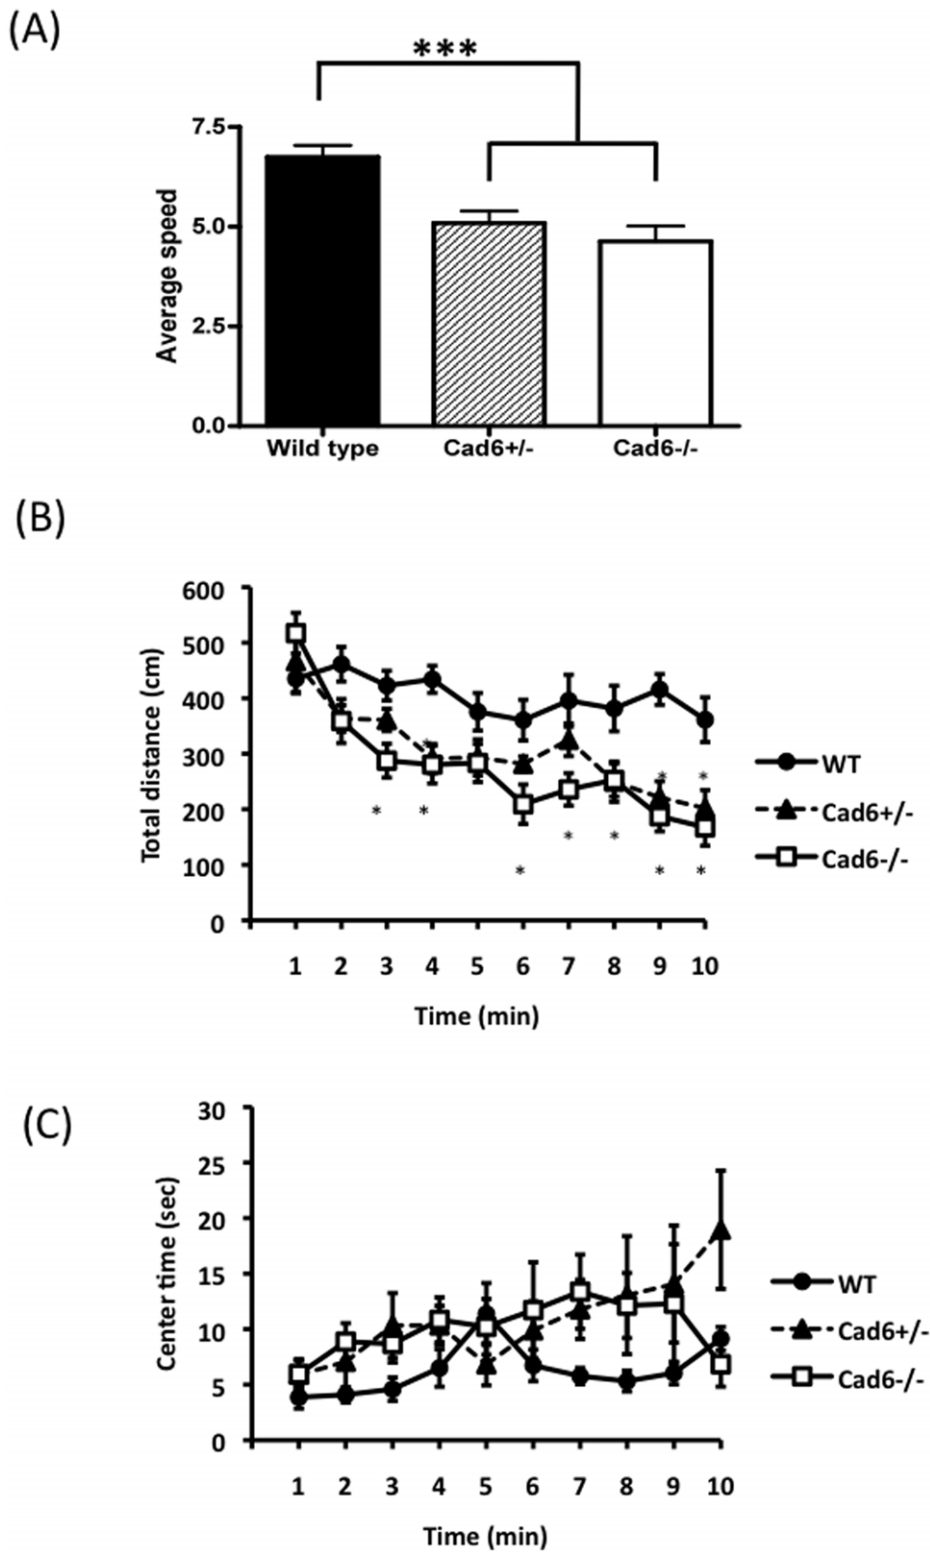 (A)
***
7.5
5.0
2.5
0.0
Average speed
Wild type Cad6+/- Cad6-/-
(B)
600
500
400
300
200
100
0
Total distance (cm)
*
* *
* *
* *
* * *
1 2 3 4 5 6 7 8 9 10
Time (min)
WT
Cad6+/-
Cad6-/-
(C)
30
25
20
15
10
5
0
Center time (sec)
1 2 3 4 5 6 7 8 9 10
Time (min)
WT
Cad6+/-
Cad6-/-